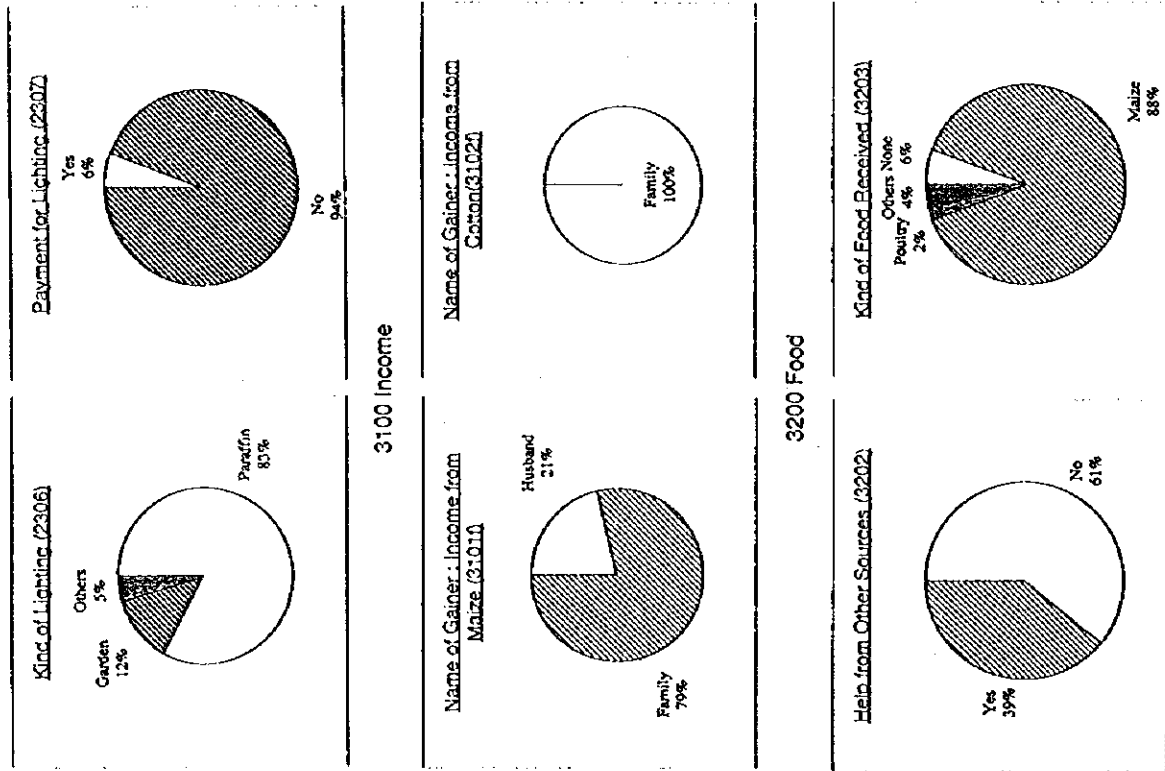 Kind of Lighting (2306)
Others
5%
Garden
12%
Paraffin
83%
Payment for Lighting (2307)
Yes
6%
No
94%
3100 Income
Name of Gainer : Income from
Maize (3101)
Husband
21%
Family
79%
Name of Gainer : Income from
Cotton(3102)
Family
100%
3200 Food
Help from Other Sources (3202)
Yes
39%
No
61%
Kind of Food Received (3203)
Poultry
2%
Others
4%
None
6%
Maize
88%